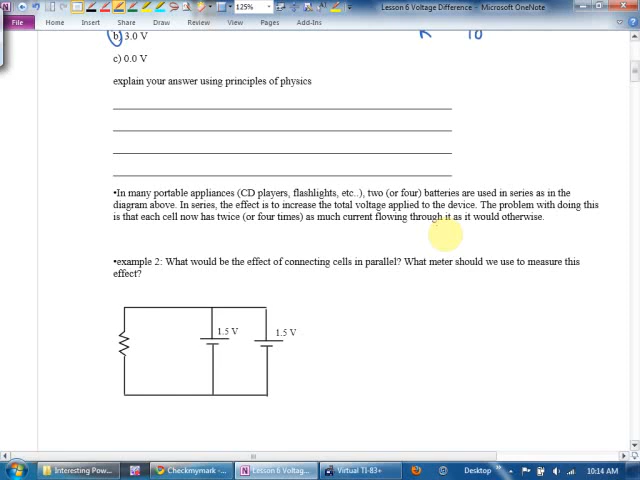 Lesson 6 Voltage Difference - Microsoft OneNote
125%
File
Home
Insert
Share
Draw
Review
View
Add-Ins
b) 3.0 V
R 10
c) 0.0 V
explain your answer using principles of physics
•In many portable appliances (CD players, flashlights, etc..), two (or four) batteries are used in series as in the
diagram above. In series, the effect is to increase the total voltage applied to the device. The problem with doing this
is that each cell now has twice (or four times) as much current flowing through it as it would otherwise.
•example 2: What would be the effect of connecting cells in parallel? What meter should we use to measure this
effect?
1.5 V
1.5 V
Interesting Pow...
Checkmymark - ...
Lesson 6 Voltag...
Virtual TI-83+
Desktop
10:14 AM